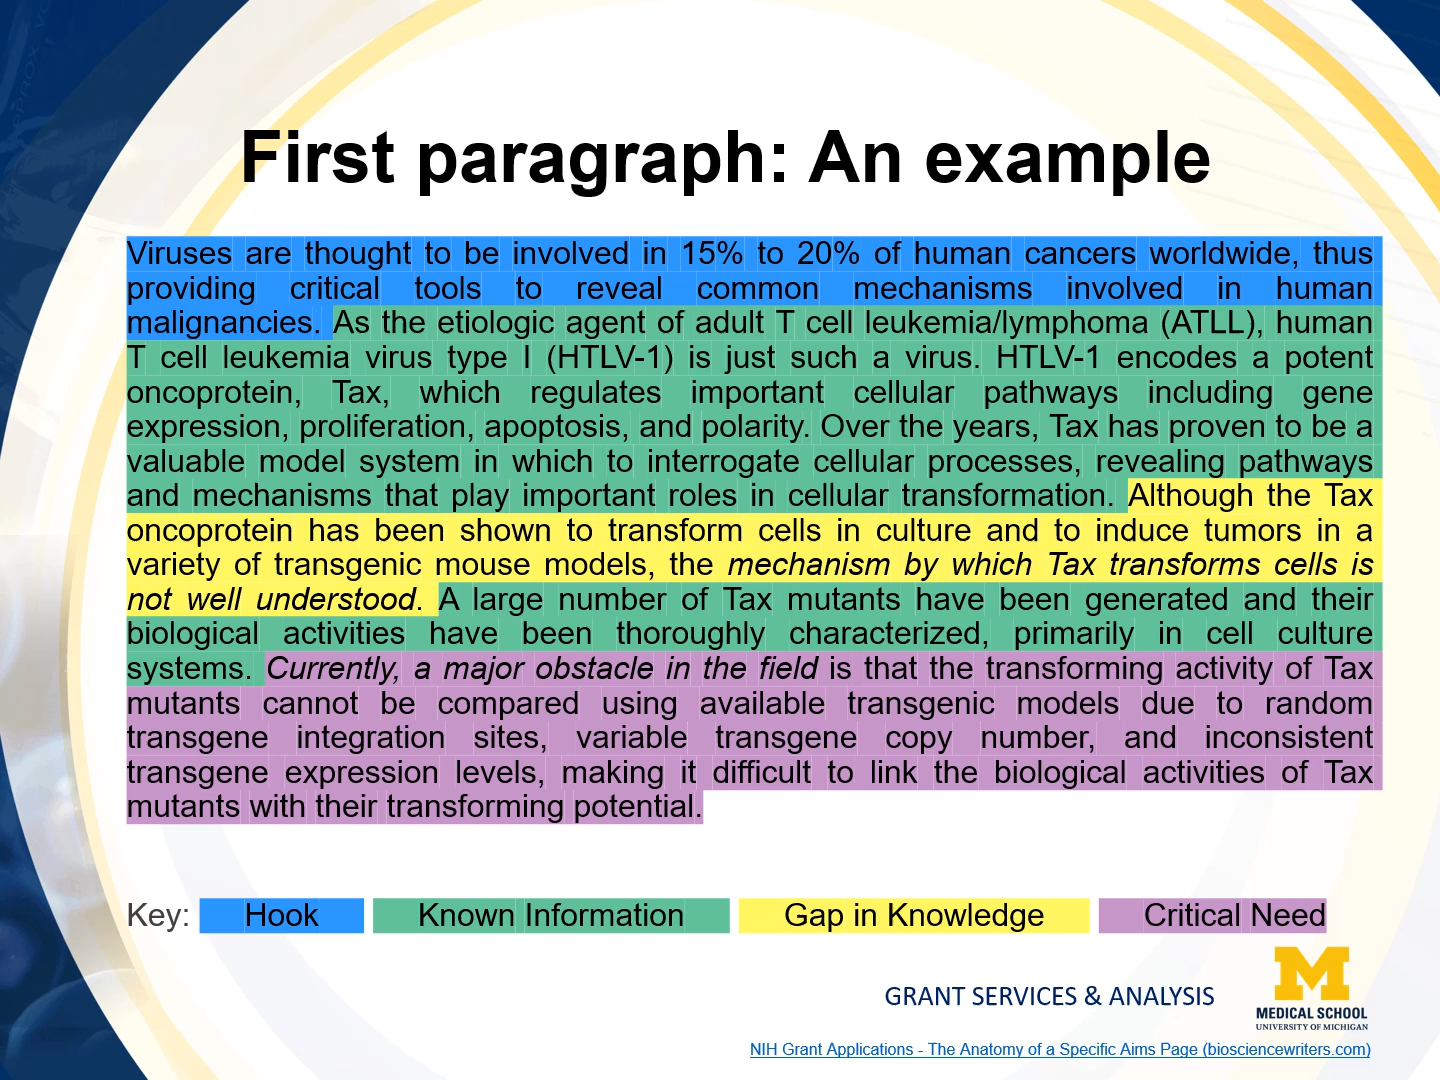 First paragraph: An example
Viruses are thought to be involved in 15% to 20% of human cancers worldwide, thus
providing critical tools to reveal common mechanisms involved in human
malignancies. As the etiologic agent of adult T cell leukemia/lymphoma (ATLL), human
T cell leukemia virus type I (HTLV-1) is just such a virus. HTLV-1 encodes a potent
oncoprotein, Tax, which regulates important cellular pathways including gene
expression, proliferation, apoptosis, and polarity. Over the years, Tax has proven to be a
valuable model system in which to interrogate cellular processes, revealing pathways
and mechanisms that play important roles in cellular transformation. Although the Tax
oncoprotein has been shown to transform cells in culture and to induce tumors in a
variety of transgenic mouse models, the mechanism by which Tax transforms cells is
not well understood. A large number of Tax mutants have been generated and their
biological activities have been thoroughly characterized, primarily in cell culture
systems. Currently, a major obstacle in the field is that the transforming activity of Tax
mutants cannot be compared using available transgenic models due to random
transgene integration sites, variable transgene copy number, and inconsistent
transgene expression levels, making it difficult to link the biological activities of Tax
mutants with their transforming potential.
Key: Hook Known Information Gap in Knowledge Critical Need
GRANT SERVICES & ANALYSIS
M
MEDICAL SCHOOL
UNIVERSITY OF MICHIGAN
NIH Grant Applications - The Anatomy of a Specific Aims Page (biosciencewriters.com)